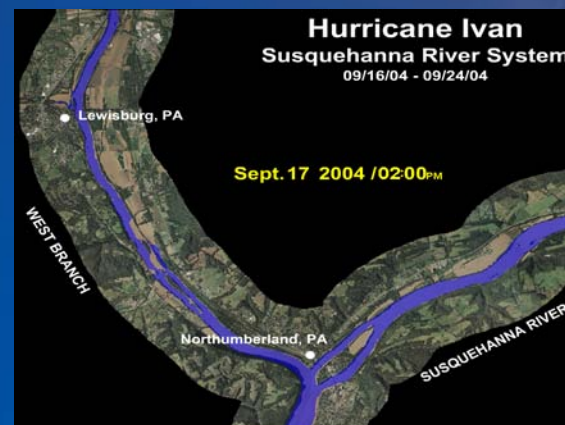 Hurricane Ivan
Susquehanna River System
09/16/04 - 09/24/04
Lewisburg, PA
Sept.17 2004 /02:00PM
WEST BRANCH
Northumberland, PA
SUSQUEHANNA RIVER